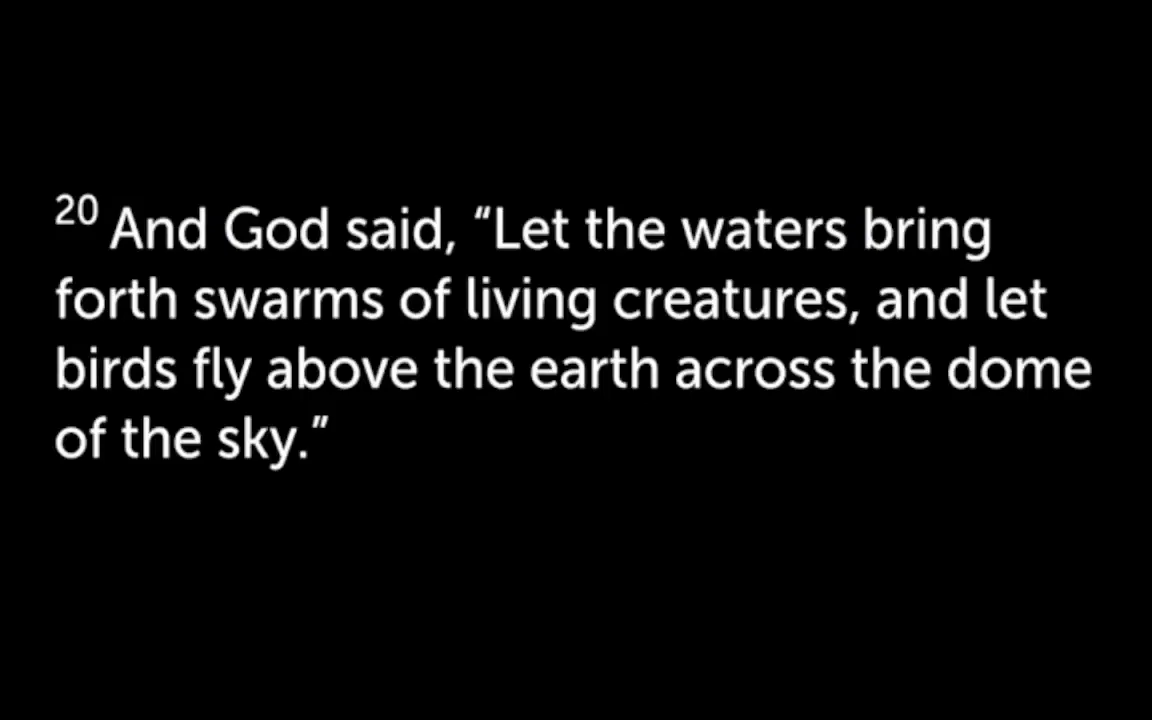 20 And God said, “Let the waters bring
forth swarms of living creatures, and let
birds fly above the earth across the dome
of the sky.”